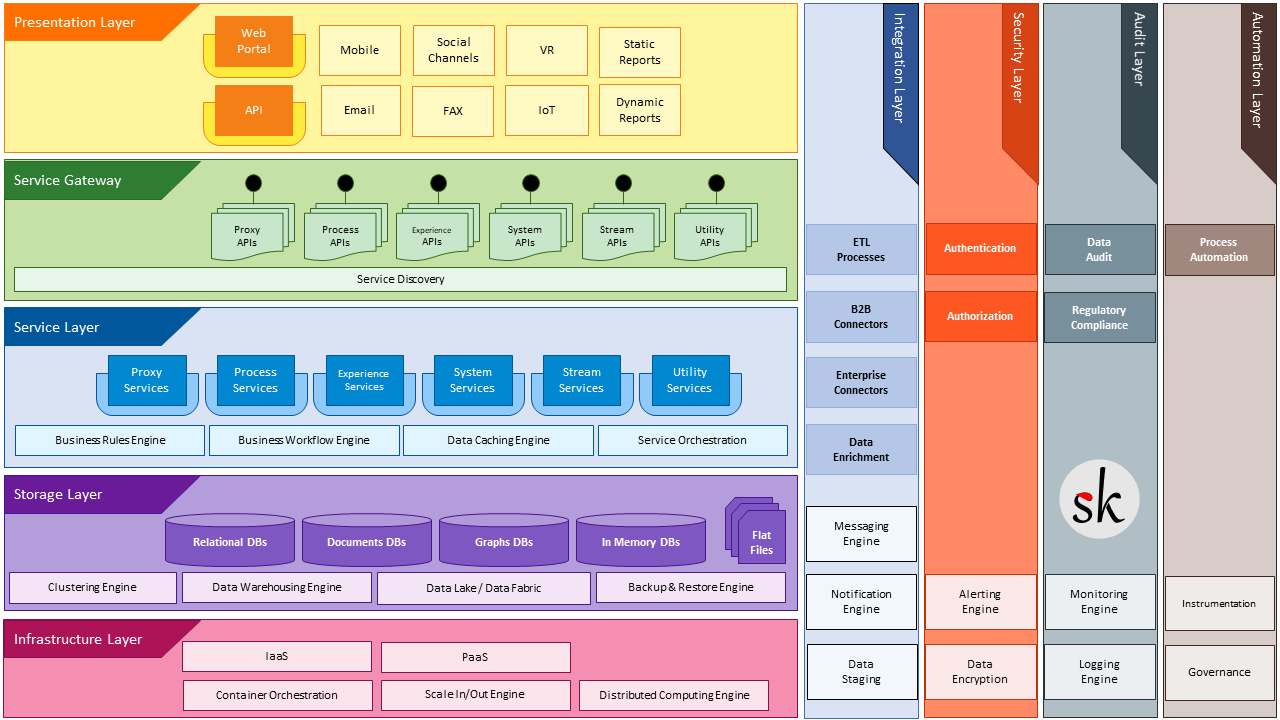 Presentation Layer
Web
Portal
Mobile
Social
Channels
VR
Static
Reports
API
Email
FAX
IoT
Dynamic
Reports
Service Gateway
Proxy
APIs
Process
APIs
Experience
APIs
System
APIs
Stream
APIs
Utility
APIs
Service Discovery
Service Layer
Proxy
Services
Process
Services
Experience
Services
System
Services
Stream
Services
Utility
Services
Business Rules Engine
Business Workflow Engine
Data Caching Engine
Service Orchestration
Storage Layer
Relational DBs
Documents DBs
Graphs DBs
In Memory DBs
Flat
Files
Clustering Engine
Data Warehousing Engine
Data Lake / Data Fabric
Backup & Restore Engine
Infrastructure Layer
IaaS
PaaS
Container Orchestration
Scale In/Out Engine
Distributed Computing Engine
Integration Layer
ETL
Processes
B2B
Connectors
Enterprise
Connectors
Data
Enrichment
Messaging
Engine
Notification
Engine
Data
Staging
Security Layer
Authentication
Authorization
Alerting
Engine
Data
Encryption
Audit Layer
Data
Audit
Regulatory
Compliance
sk
Monitoring
Engine
Logging
Engine
Automation Layer
Process
Automation
Instrumentation
Governance